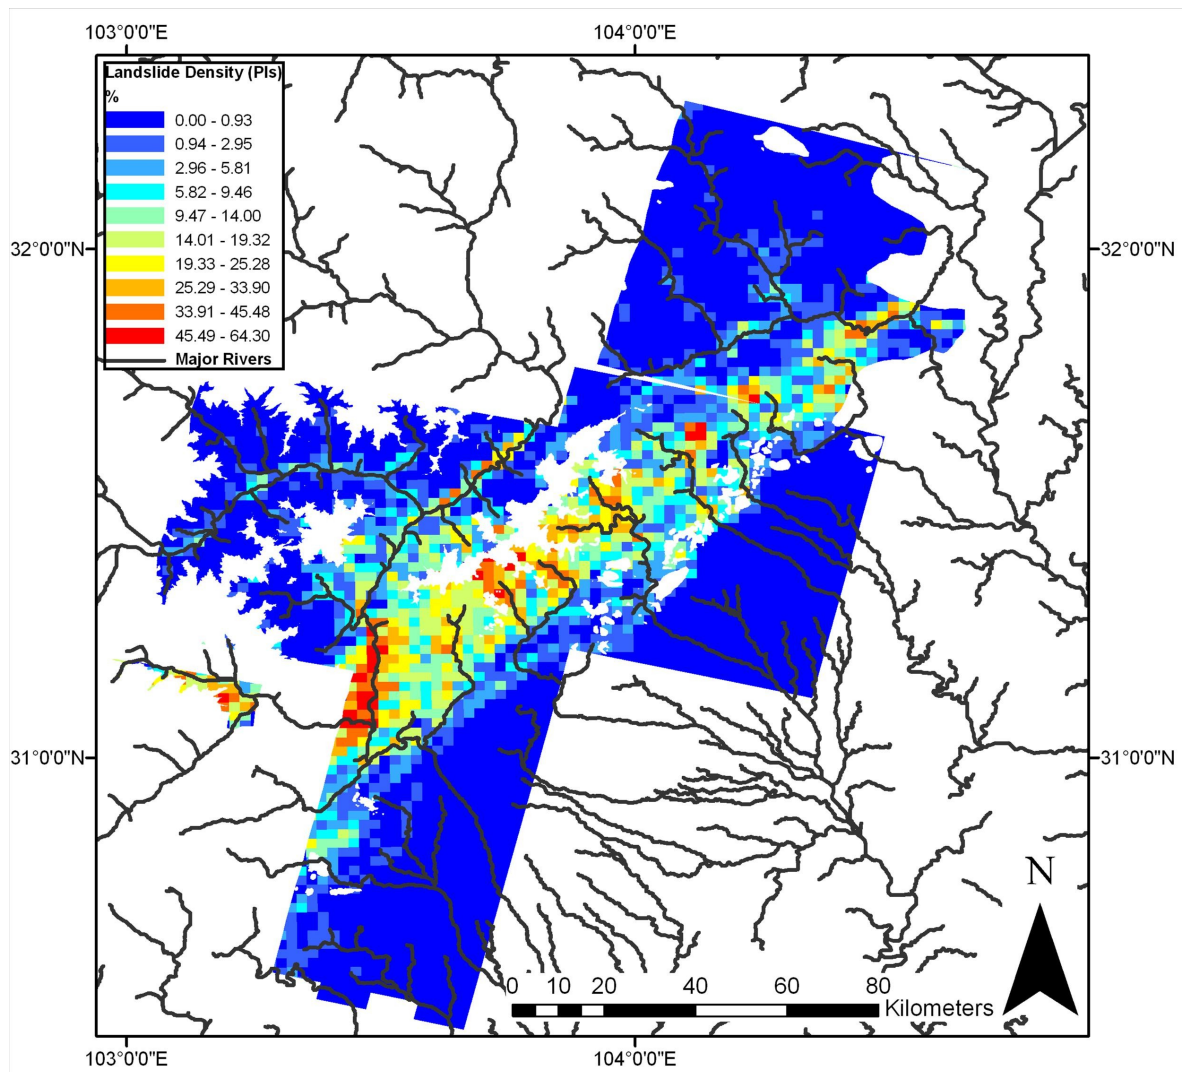 103°0'0"E 104°0'0"E
Landslide Density (Pls)
%
0.00 - 0.93
0.94 - 2.95
2.96 - 5.81
5.82 - 9.46
9.47 - 14.00
14.01 - 19.32
19.33 - 25.28
25.29 - 33.90
33.91 - 45.48
45.49 - 64.30
Major Rivers
32°0'0"N 32°0'0"N
31°0'0"N 31°0'0"N
N
0 10 20 40 60 80
Kilometers
103°0'0"E 104°0'0"E